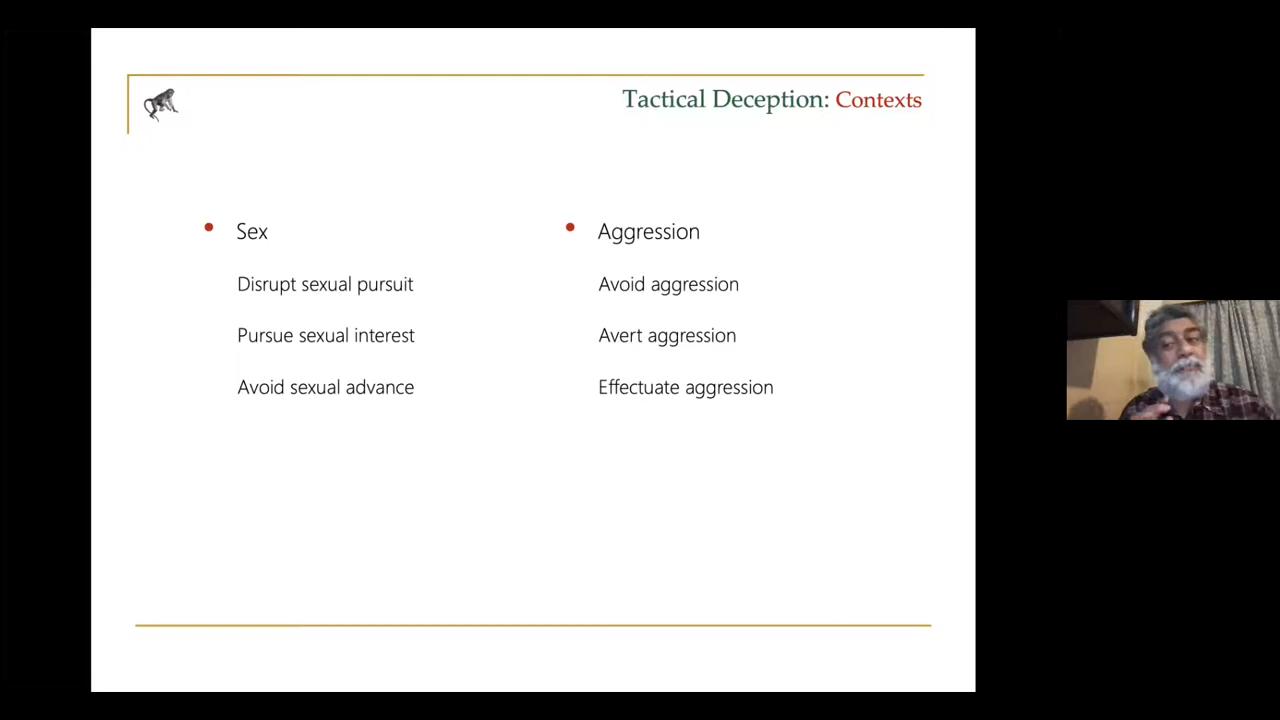 Tactical Deception: Contexts
• Sex
Disrupt sexual pursuit
Pursue sexual interest
Avoid sexual advance
• Aggression
Avoid aggression
Avert aggression
Effectuate aggression